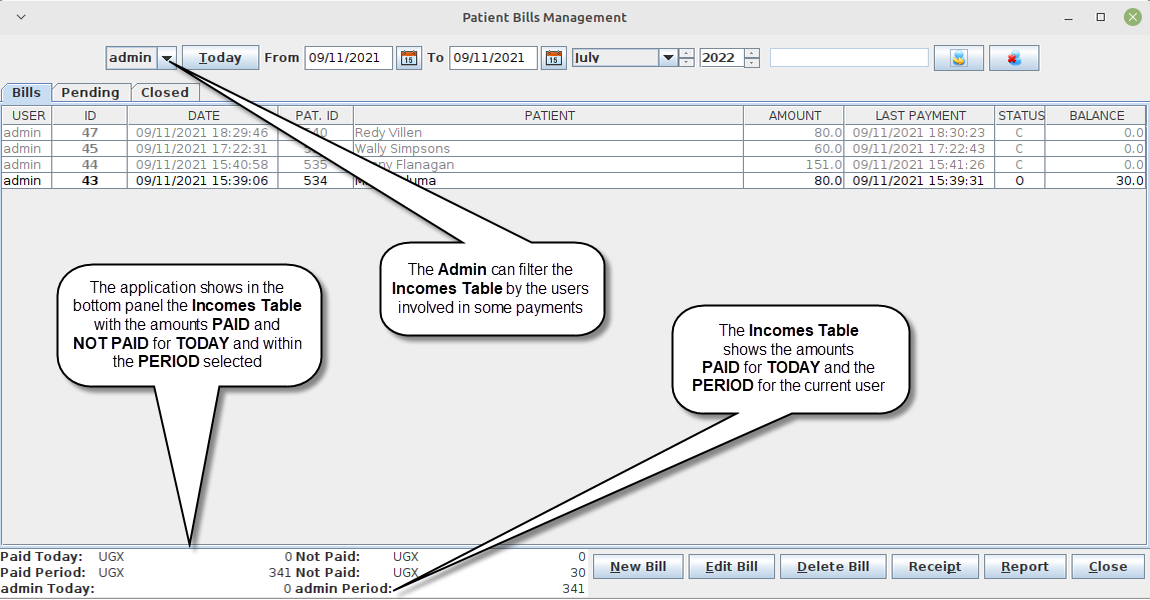 Patient Bills Management
admin Today From 09/11/2021 15 To 09/11/2021 15 July 2022
Bills Pending Closed
USER ID DATE PAT. ID PATIENT AMOUNT LAST PAYMENT STATUS BALANCE
admin 47 09/11/2021 18:29:46 Redy Villen 80.0 09/11/2021 18:30:23 C 0.0
admin 45 09/11/2021 17:22:31 Wally Simpsons 60.0 09/11/2021 17:22:43 C 0.0
admin 44 09/11/2021 15:40:58 535 Flanagan 151.0 09/11/2021 15:41:26 C 0.0
admin 43 09/11/2021 15:39:06 534 80.0 09/11/2021 15:39:31 O 30.0
The Admin can filter the
Incomes Table by the users
involved in some payments
The application shows in the
bottom panel the Incomes Table
with the amounts PAID and
NOT PAID for TODAY and within
the PERIOD selected
The Incomes Table
shows the amounts
PAID for TODAY and the
PERIOD for the current user
Paid Today: UGX 0 Not Paid: UGX 0
Paid Period: UGX 341 Not Paid: UGX 30
admin Today: 0 admin Period: 341
New Bill Edit Bill Delete Bill Receipt Report Close